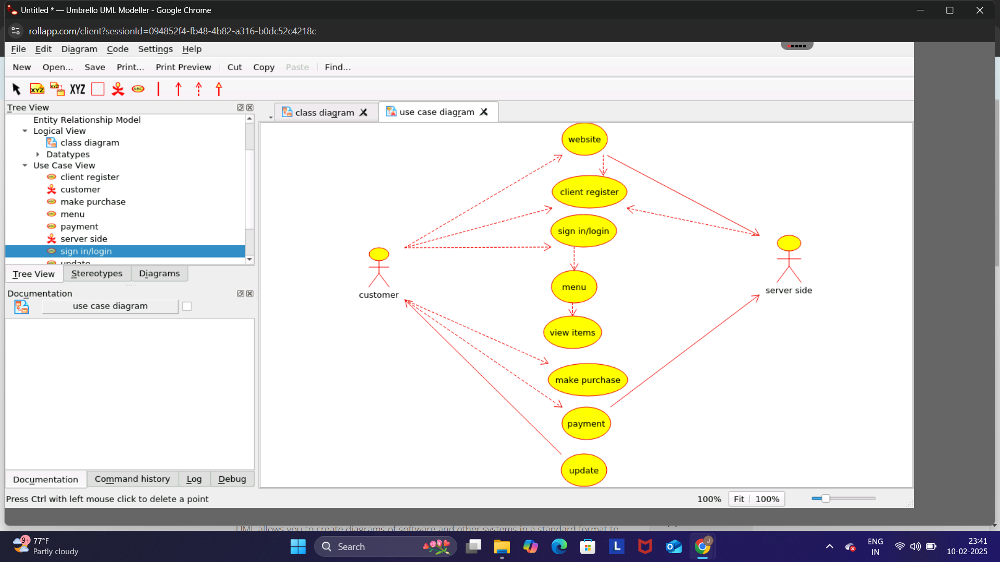 Untitled * — Umbrello UML Modeller - Google Chrome
rollapp.com/client?sessionId=094852f4-fb48-4b82-a316-b0dc52c4218c
File Edit Diagram Code Settings Help
New Open... Save Print... Print Preview Cut Copy Paste Find...
XYZ XYZ XYZ ABC
Tree View
Entity Relationship Model
Logical View
class diagram
Datatypes
Use Case View
client register
customer
make purchase
menu
payment
server side
sign in/login
update
Tree View Stereotypes Diagrams
Documentation
use case diagram
Documentation Command history Log Debug
Press Ctrl with left mouse click to delete a point
class diagram use case diagram
website
client register
sign in/login
menu
view items
make purchase
payment
update
customer
server side
100% Fit 100%
UML allows you to create diagrams of software and other systems in a standard format to
9+ 77°F
Partly cloudy
Search
L
J
ENG
IN
23:41
10-02-2025